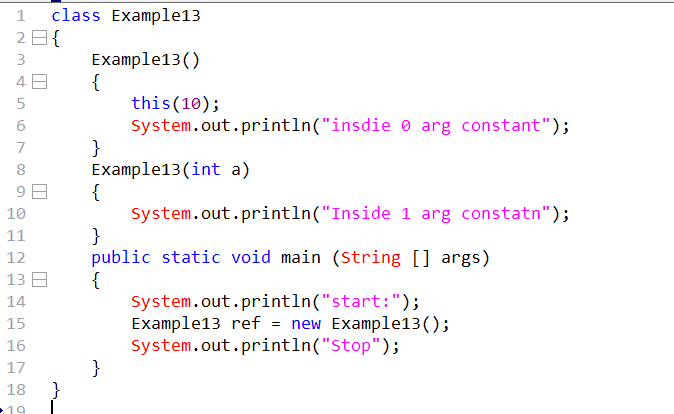 1 class Example13
2 {
3 Example13()
4 {
5 this(10);
6 System.out.println("insdie 0 arg constant");
7 }
8 Example13(int a)
9 {
10 System.out.println("Inside 1 arg constatn");
11 }
12 public static void main (String [] args)
13 {
14 System.out.println("start:");
15 Example13 ref = new Example13();
16 System.out.println("Stop");
17 }
18 }
19